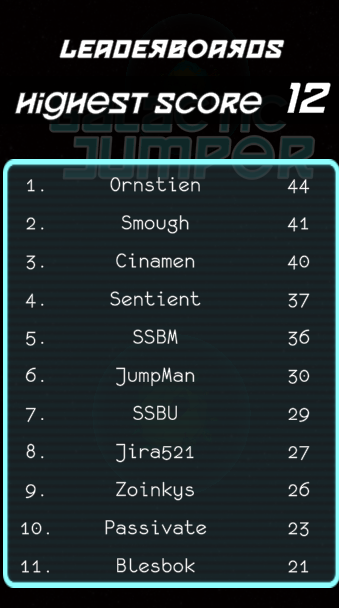 LEADERBOARDS
HIGHEST SCORE 12
JUMPER
1. Ornstien 44
2. Smough 41
3. Cinamen 40
4. Sentient 37
5. SSBM 36
6. JumpMan 30
7. SSBU 29
8. Jira521 27
9. Zoinkys 26
10. Passivate 23
11. Blesbok 21